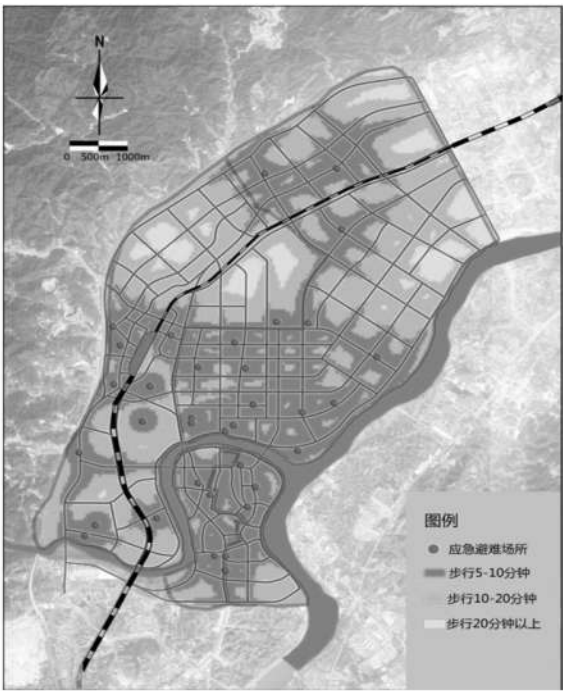 N
0 500m 1000m
图例
应急避难场所
步行5-10分钟
步行10-20分钟
步行20分钟以上